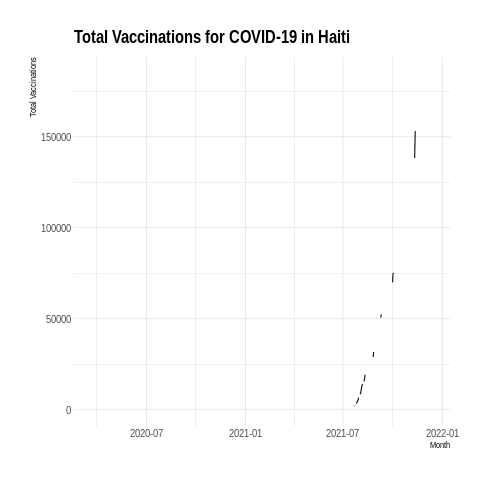 Total Vaccinations for COVID-19 in Haiti
Total Vaccinations
150000
100000
50000
0
2020-07 2021-01 2021-07 2022-01
Month